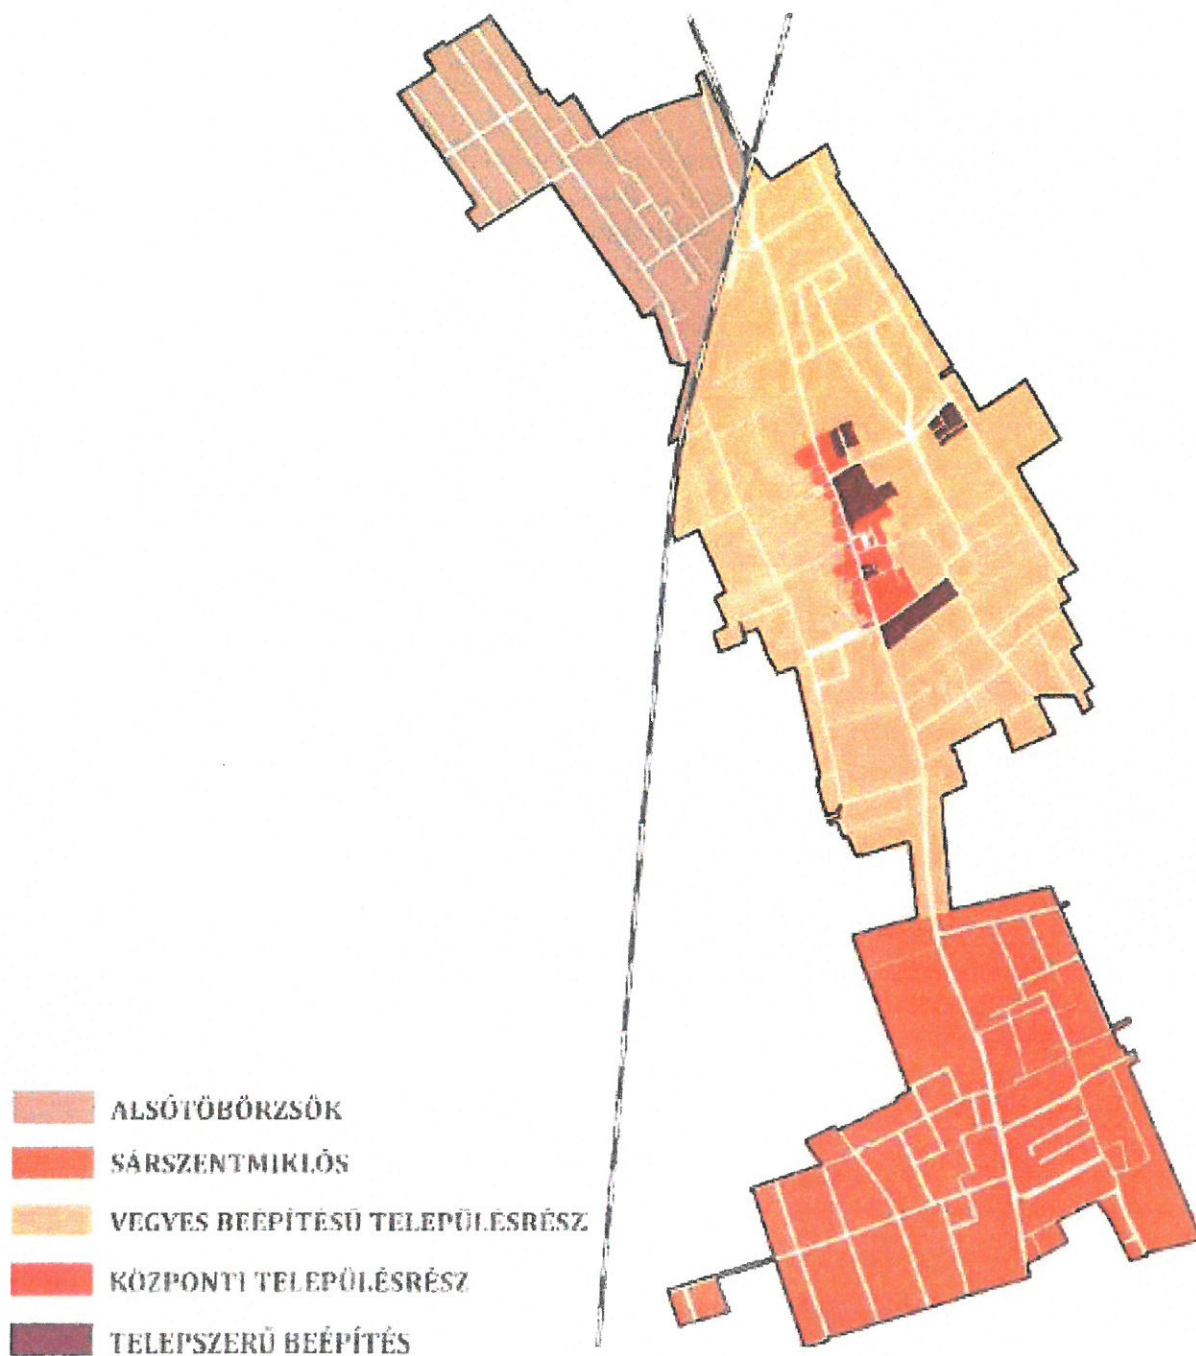 ALSÓTÖBÖRZSÖK
SÁRSZENTMIKLÓS
VEGYES BEÉPÍTÉSŰ TELEPÜLÉSRÉSZ
KÖZPONTI TELEPÜLÉSRÉSZ
TELEPSZERŰ BEÉPÍTÉS